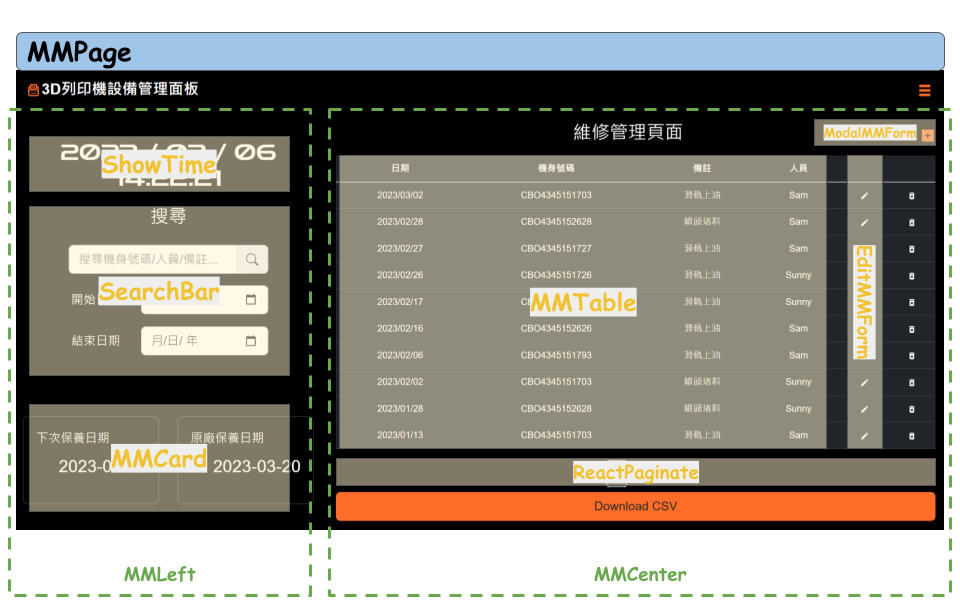 MMPage
3D列印機設備管理面板
ShowTime
14:22:21
搜尋
搜尋機身號碼/人員/備註...
開始
SearchBar
結束日期
月/日/ 年
下次保養日期
原廠保養日期
2023-0
MMCard
2023-03-20
MMLeft
維修管理頁面
ModalMMForm +
日期 機身號碼 備註 人員
2023/03/02 CBO4345151703 滑軌上油 Sam
2023/02/28 CBO4345152628 噴頭堵料 Sam
2023/02/27 CBO4345151727 滑軌上油 Sam
2023/02/26 CBO4345151726 滑軌上油 Sunny
2023/02/17 滑軌上油 Sunny
MMTable
EditMMForm
2023/02/16 CBO4345152626 滑軌上油 Sam
2023/02/06 CBO4345151793 滑軌上油 Sam
2023/02/02 CBO4345151703 噴頭堵料 Sunny
2023/01/28 CBO4345152628 噴頭堵料 Sunny
2023/01/13 CBO4345151703 滑軌上油 Sam
ReactPaginate
Download CSV
MMCenter